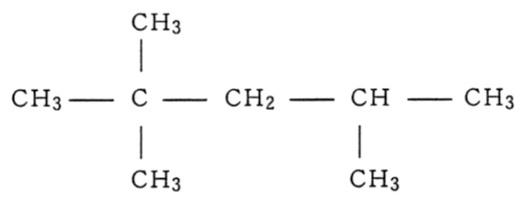 CH₃
CH₃ — C — CH₂ — CH — CH₃
CH₃ CH₃